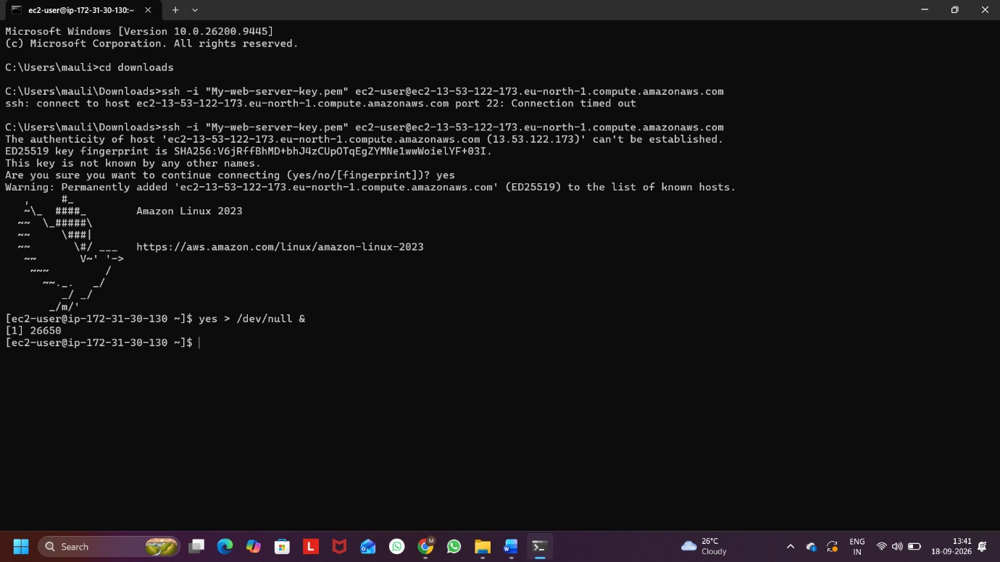 ec2-user@ip-172-31-30-130:~
Microsoft Windows [Version 10.0.26200.9445]
(c) Microsoft Corporation. All rights reserved.
C:\Users\mauli>cd downloads
C:\Users\mauli\Downloads>ssh -i "My-web-server-key.pem" ec2-user@ec2-13-53-122-173.eu-north-1.compute.amazonaws.com
ssh: connect to host ec2-13-53-122-173.eu-north-1.compute.amazonaws.com port 22: Connection timed out
C:\Users\mauli\Downloads>ssh -i "My-web-server-key.pem" ec2-user@ec2-13-53-122-173.eu-north-1.compute.amazonaws.com
The authenticity of host 'ec2-13-53-122-173.eu-north-1.compute.amazonaws.com (13.53.122.173)' can't be established.
ED25519 key fingerprint is SHA256:V6jRffBhMD+bhJ4zCUpOTqEgZYMNe1wwWoielYF+03I.
This key is not known by any other names.
Are you sure you want to continue connecting (yes/no/[fingerprint])? yes
Warning: Permanently added 'ec2-13-53-122-173.eu-north-1.compute.amazonaws.com' (ED25519) to the list of known hosts.
   ,     #_
   ~\_  ####_        Amazon Linux 2023
  ~~  \_#####\
  ~~     \###|
  ~~       \#/ ___   https://aws.amazon.com/linux/amazon-linux-2023
   ~~       V~' '->
    ~~~         /
      ~~._.   _/
         _/ _/
       _/m/'
[ec2-user@ip-172-31-30-130 ~]$ yes > /dev/null &
[1] 26650
[ec2-user@ip-172-31-30-130 ~]$
Search
L
M
W
26°C
Cloudy
ENG
IN
13:41
18-09-2026